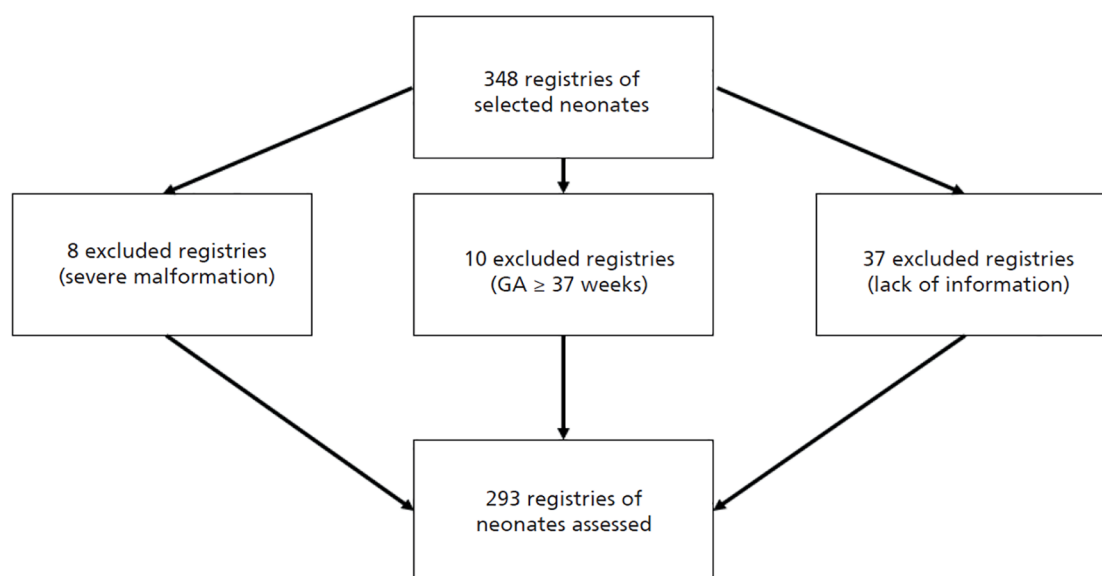 348 registries of
selected neonates
8 excluded registries
(severe malformation)
10 excluded registries
(GA ≥ 37 weeks)
37 excluded registries
(lack of information)
293 registries of
neonates assessed